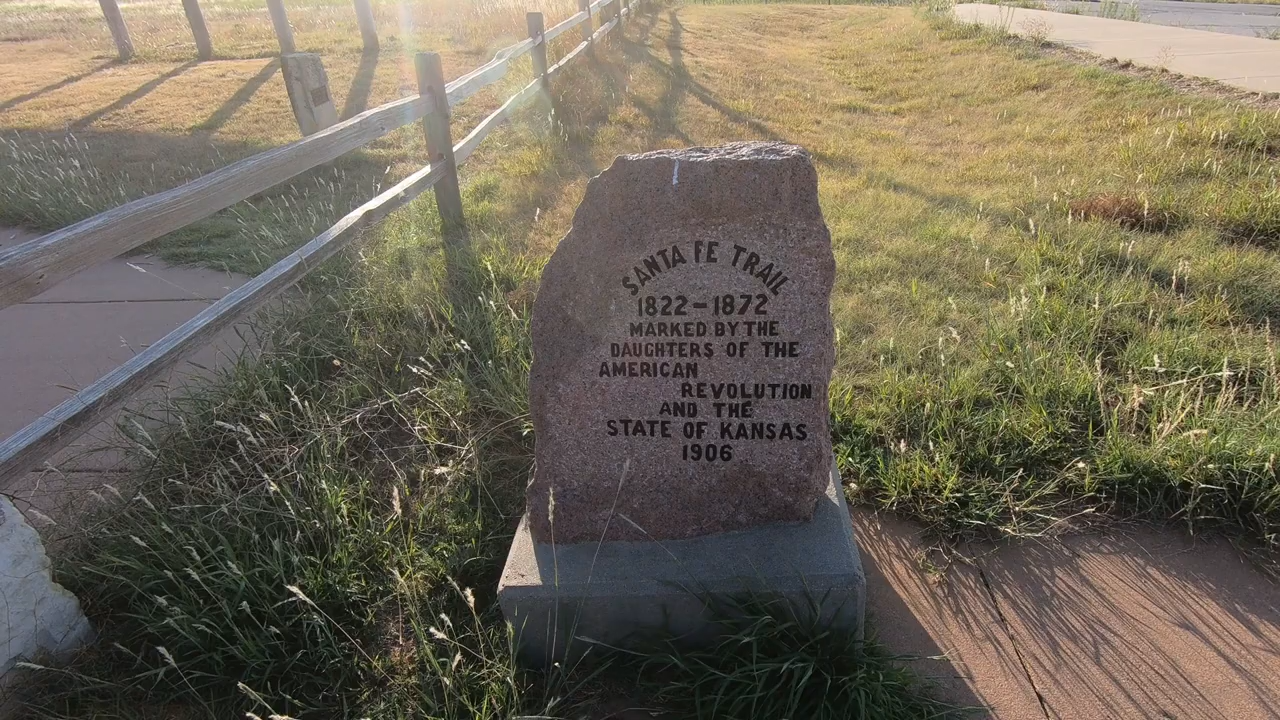 SANTA FE TRAIL
1822-1872
MARKED BY THE
DAUGHTERS OF THE
AMERICAN
REVOLUTION
AND THE
STATE OF KANSAS
1906